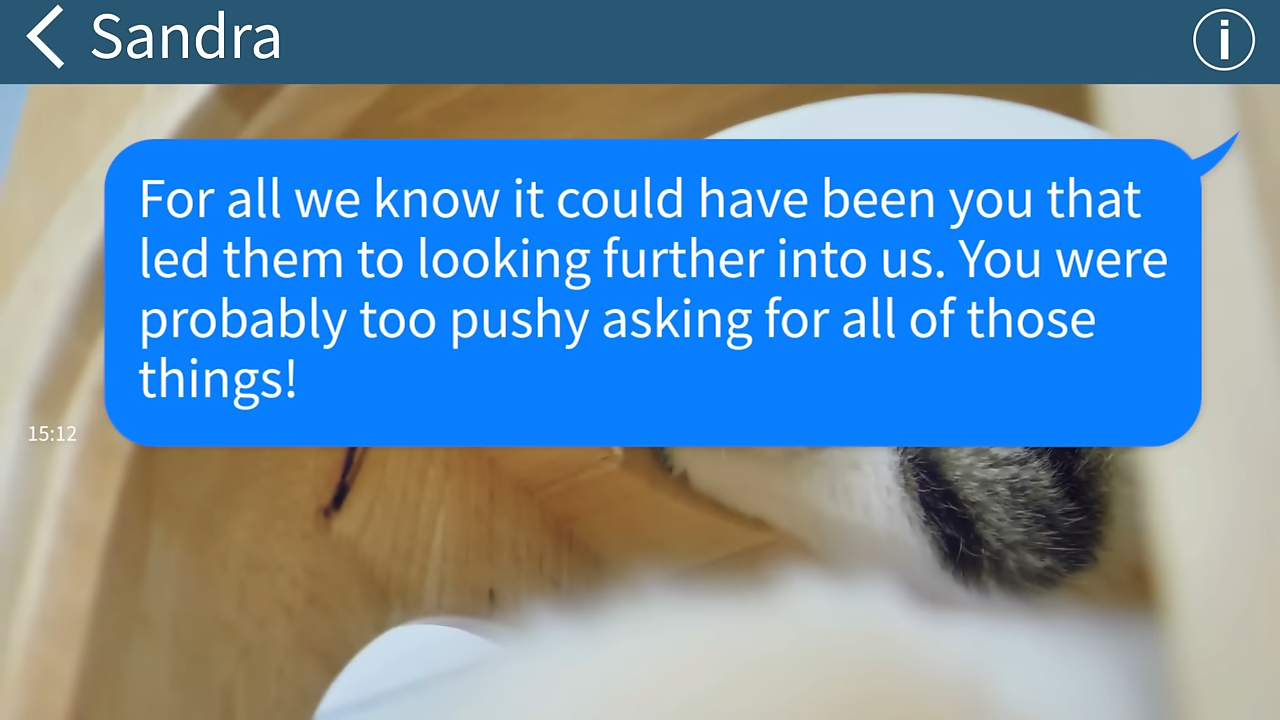 Sandra
For all we know it could have been you that
led them to looking further into us. You were
probably too pushy asking for all of those
things!
15:12